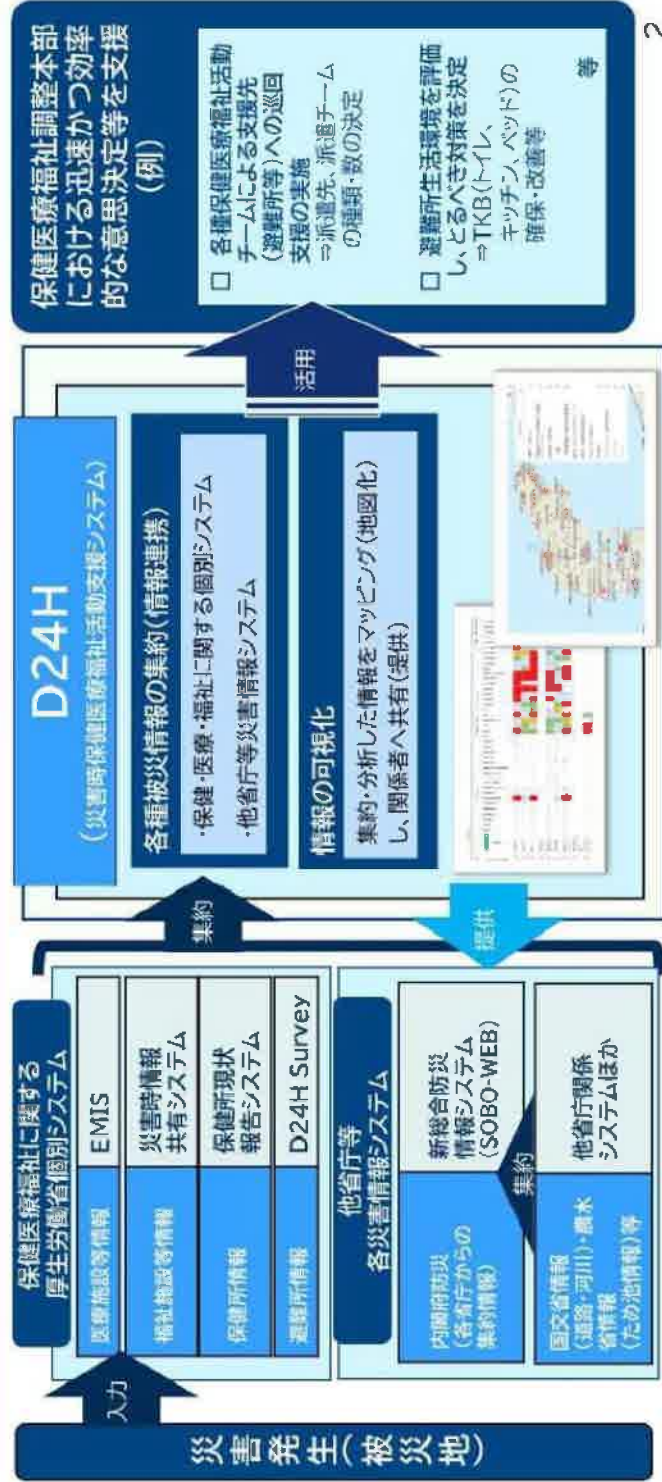 災害発生(被災地)
入力
保健医療福祉に関する
厚生労働省個別システム
医療施設等情報
EMIS
福祉施設等情報
災害時情報
共有システム
保健所情報
保健所現状
報告システム
避難所情報
D24H Survey
他省庁等
各災害情報システム
内閣府防災
(各省庁からの
集約情報)
新総合防災
情報システム
(SOBO-WEB)
集約
国交省情報
(道路・河川)・農水
省情報
(ため池情報)等
他省庁関係
システムほか
集約
提供
D24H
(災害時保健医療福祉活動支援システム)
各種被災情報の集約(情報連携)
・保健・医療・福祉に関する個別システム
・他省庁等災害情報システム
情報の可視化
集約・分析した情報をマッピング(地図化)
し、関係者へ共有(提供)
活用
保健医療福祉調整本部
における迅速かつ効率
的な意思決定等を支援
(例)
□ 各種保健医療福祉活動
チームによる支援先
(避難所等)への巡回
支援の実施
⇒派遣先、派遣チーム
の種類・数の決定
□ 避難所生活環境を評価
し、とるべき対策を決定
⇒TKB(トイレ、
キッチン、ベッド)の
確保・改善等
等
2